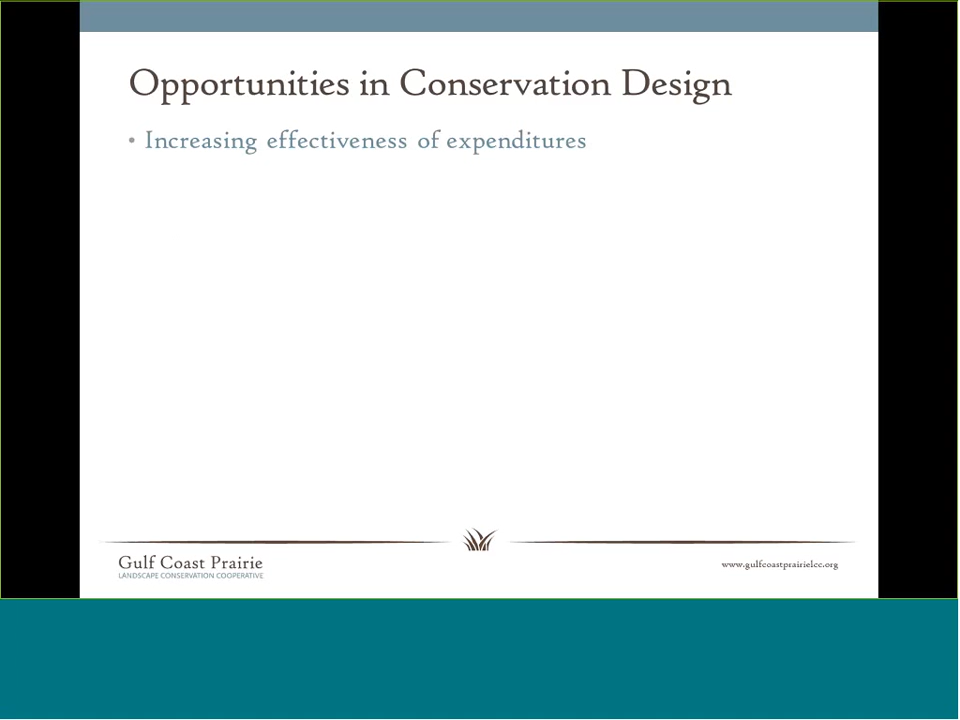 Opportunities in Conservation Design
• Increasing effectiveness of expenditures
Gulf Coast Prairie
LANDSCAPE CONSERVATION COOPERATIVE
www.gulfcoastprairielcc.org